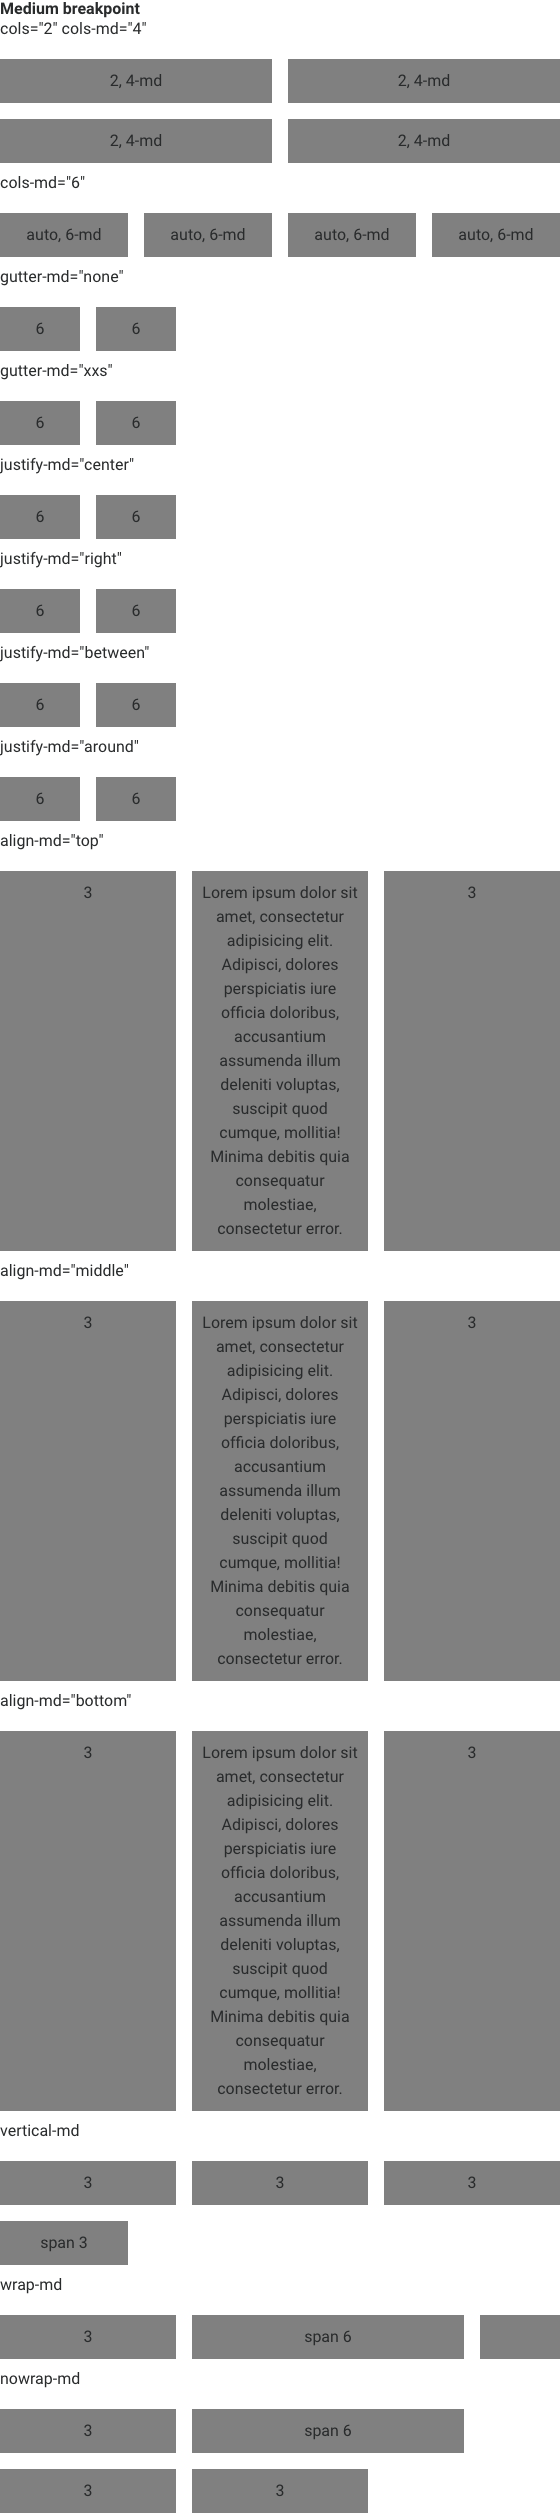 Medium breakpoint
cols="2" cols-md="4"
2, 4-md 2, 4-md
2, 4-md 2, 4-md
cols-md="6"
auto, 6-md auto, 6-md auto, 6-md auto, 6-md
gutter-md="none"
6 6
gutter-md="xxs"
6 6
justify-md="center"
6 6
justify-md="right"
6 6
justify-md="between"
6 6
justify-md="around"
6 6
align-md="top"
3
Lorem ipsum dolor sit
amet, consectetur
adipisicing elit.
Adipisci, dolores
perspiciatis iure
officia doloribus,
accusantium
assumenda illum
deleniti voluptas,
suscipit quod
cumque, mollitia!
Minima debitis quia
consequatur
molestiae,
consectetur error.
3
align-md="middle"
3
Lorem ipsum dolor sit
amet, consectetur
adipisicing elit.
Adipisci, dolores
perspiciatis iure
officia doloribus,
accusantium
assumenda illum
deleniti voluptas,
suscipit quod
cumque, mollitia!
Minima debitis quia
consequatur
molestiae,
consectetur error.
3
align-md="bottom"
3
Lorem ipsum dolor sit
amet, consectetur
adipisicing elit.
Adipisci, dolores
perspiciatis iure
officia doloribus,
accusantium
assumenda illum
deleniti voluptas,
suscipit quod
cumque, mollitia!
Minima debitis quia
consequatur
molestiae,
consectetur error.
3
vertical-md
3 3 3
span 3
wrap-md
3 span 6
nowrap-md
3 span 6
3 3